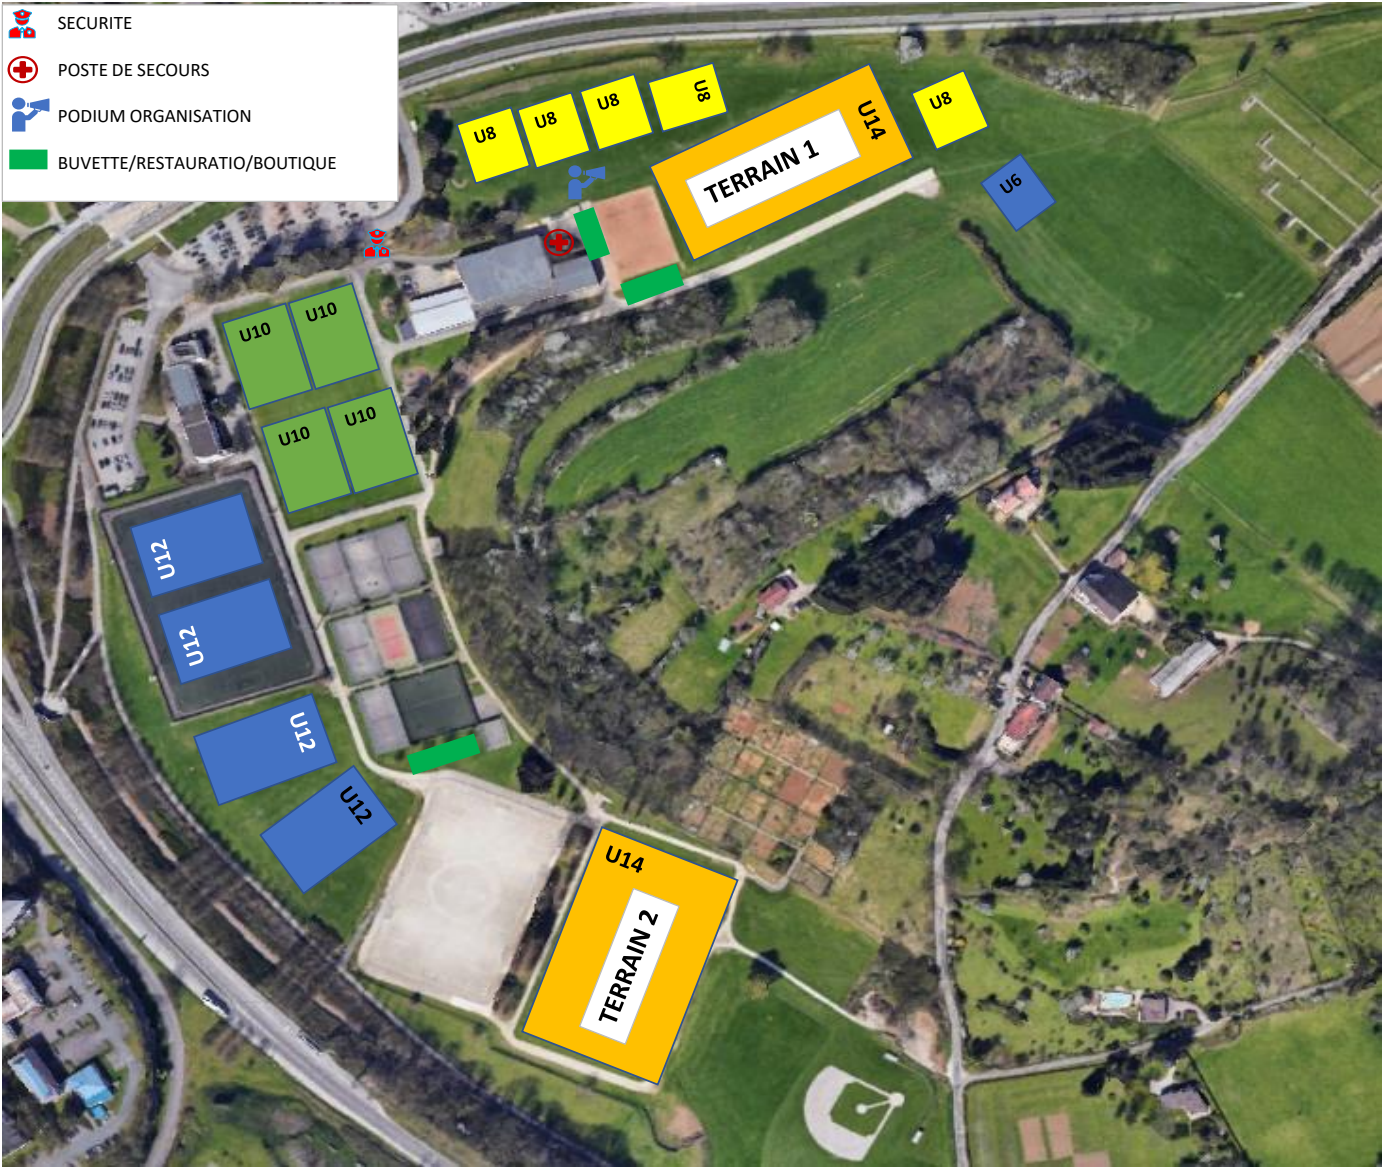 SECURITE
POSTE DE SECOURS
PODIUM ORGANISATION
BUVETTE/RESTAURATIO/BOUTIQUE
U8
U8
U8
U8
U8
U14
TERRAIN 1
U6
U10
U10
U10
U10
U12
U12
U12
U12
U14
TERRAIN 2